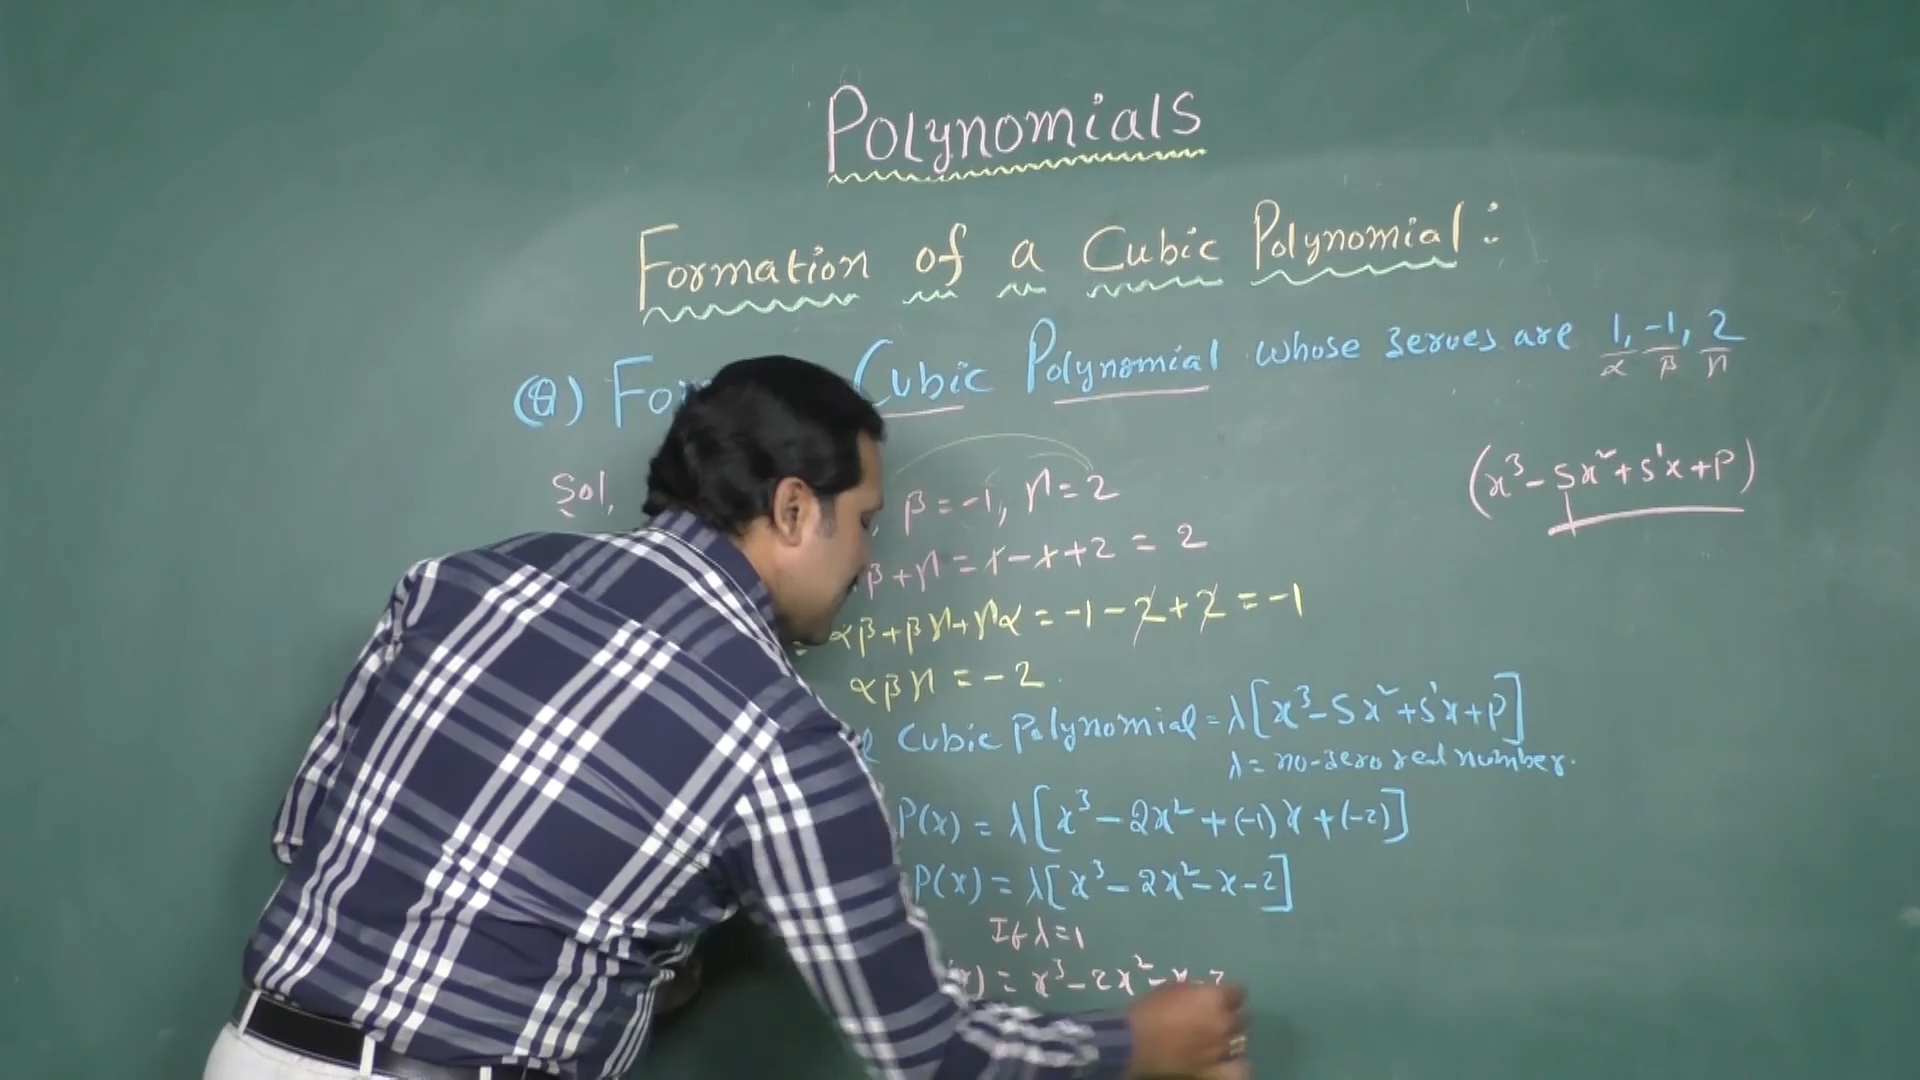 Polynomials
Formation of a Cubic Polynomial:
(Q) Cubic Polynomial whose zeroes are 1, -1, 2
α β γ
Sol, β = -1, γ = 2
(x³ - Sx² + S'x + P)
β + γ = 1 - 1 + 2 = 2
= αβ + βγ + γα = -1 - 2 + 2 = -1
αβγ = -2.
Cubic Polynomial = λ[x³ - Sx² + S'x + P]
λ = no-zero real number.
P(x) = λ[x³ - 2x² + (-1)x + (-2)]
P(x) = λ[x³ - 2x² - x - 2]
If λ = 1
(x) = x³ - 2x² - x - 2